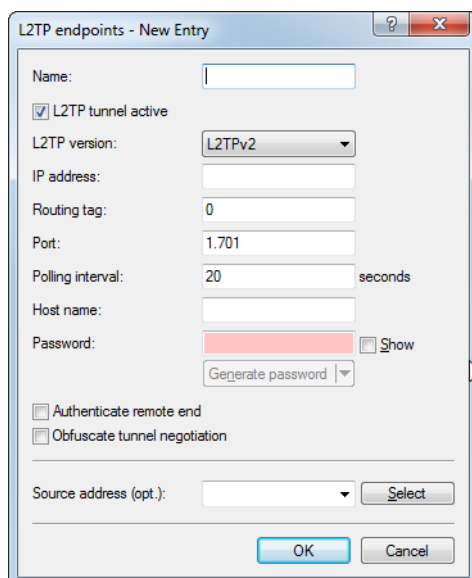 L2TP endpoints - New Entry
Name:
L2TP tunnel active
L2TP version: L2TPv2
IP address:
Routing tag: 0
Port: 1.701
Polling interval: 20 seconds
Host name:
Password: Show
Generate password
Authenticate remote end
Obfuscate tunnel negotiation
Source address (opt.): Select
OK Cancel